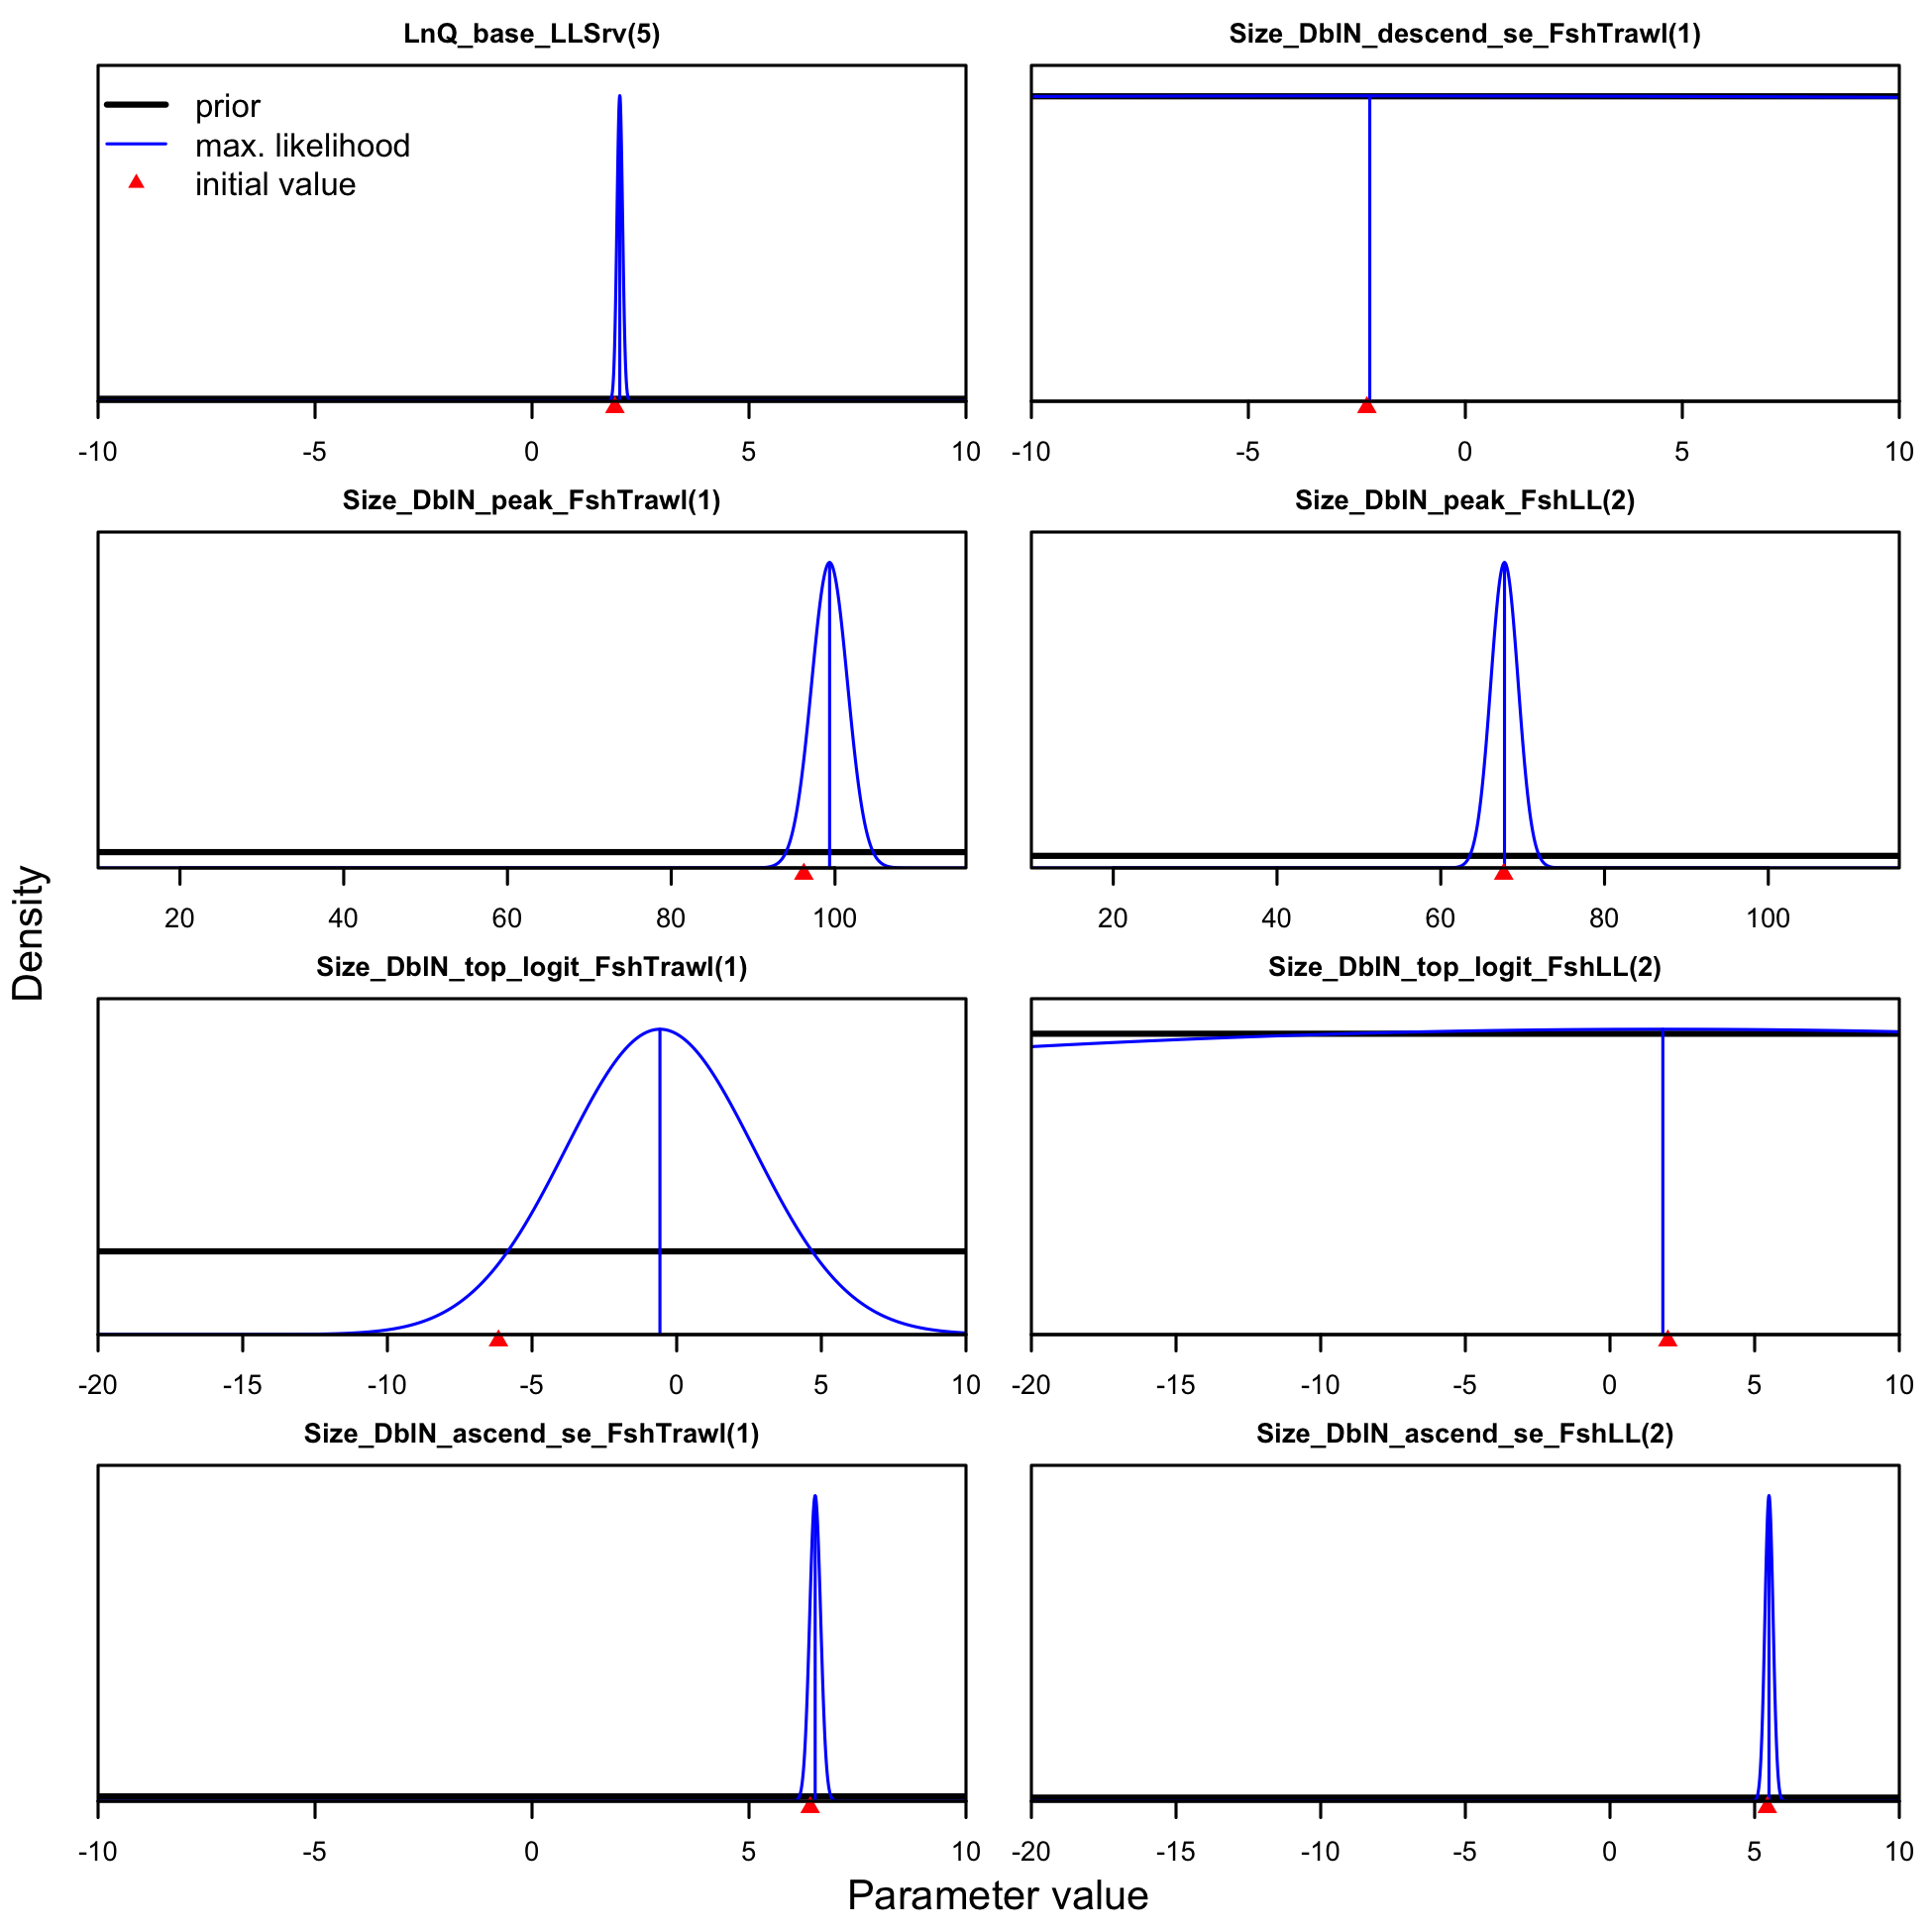 LnQ_base_LLSrv(5)
prior
max. likelihood
initial value
-10 -5 0 5 10
Size_DblN_descend_se_FshTrawl(1)
-10 -5 0 5 10
Size_DblN_peak_FshTrawl(1)
20 40 60 80 100
Size_DblN_peak_FshLL(2)
20 40 60 80 100
Size_DblN_top_logit_FshTrawl(1)
-20 -15 -10 -5 0 5 10
Size_DblN_top_logit_FshLL(2)
-20 -15 -10 -5 0 5 10
Size_DblN_ascend_se_FshTrawl(1)
-10 -5 0 5 10
Size_DblN_ascend_se_FshLL(2)
-20 -15 -10 -5 0 5 10
Density
Parameter value